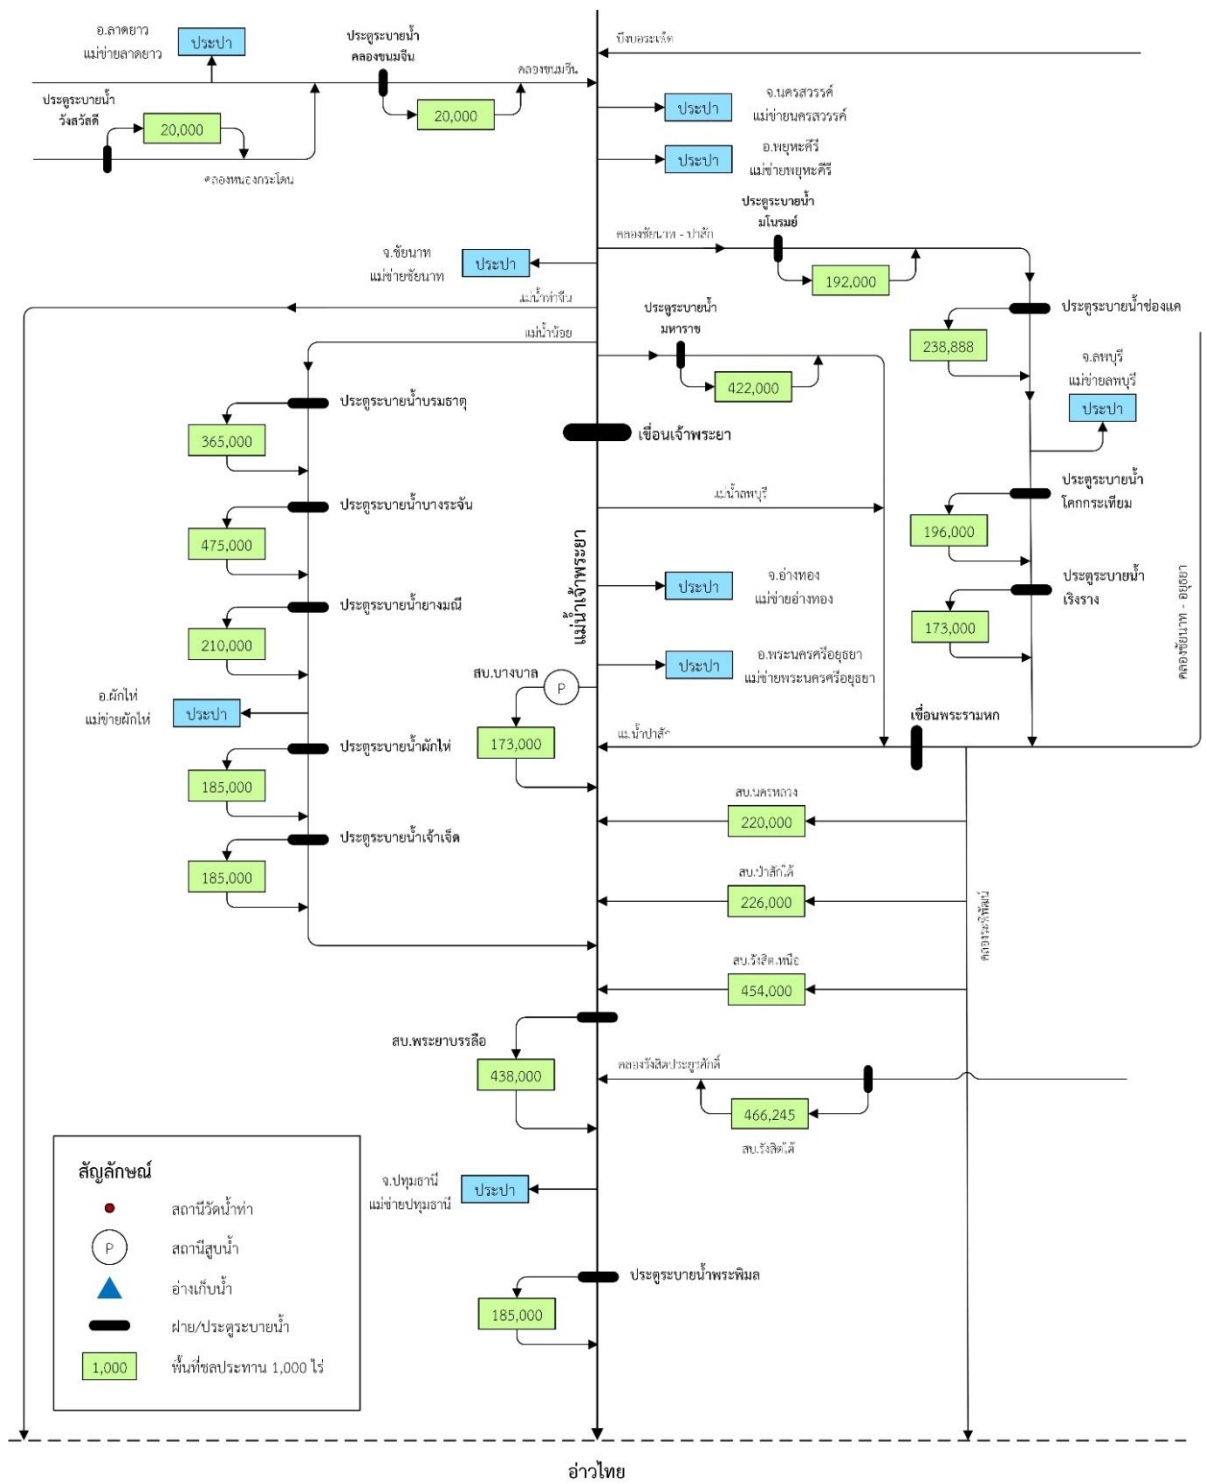 อ.ลาดยาว
แม่ข่ายลาดยาว
ประปา
ประตูระบายน้ำ
คลองขนมจีน
คลองขนมจีน
บึงบอระเพ็ด
ประตูระบายน้ำ
วังสวัสดี
20,000
20,000
คลองหนองกระโดน
ประปา
จ.นครสวรรค์
แม่ข่ายนครสวรรค์
ประปา
อ.พยุหะคีรี
แม่ข่ายพยุหะคีรี
ประตูระบายน้ำ
มโนรมย์
คลองชัยนาท - ป่าสัก
192,000
จ.ชัยนาท
แม่ข่ายชัยนาท
ประปา
แม่น้ำท่าจีน
แม่น้ำน้อย
ประตูระบายน้ำ
มหาราช
422,000
ประตูระบายน้ำช่องแค
238,888
จ.ลพบุรี
แม่ข่ายลพบุรี
ประปา
ประตูระบายน้ำบรมธาตุ
365,000
เขื่อนเจ้าพระยา
ประตูระบายน้ำบางระจัน
475,000
แม่น้ำลพบุรี
ประตูระบายน้ำ
โคกกระเทียม
196,000
แม่น้ำเจ้าพระยา
ประปา
จ.อ่างทอง
แม่ข่ายอ่างทอง
ประตูระบายน้ำ
เริงราง
173,000
คลองชัยนาท - อยุธยา
ประตูระบายน้ำยางมณี
210,000
ประปา
อ.พระนครศรีอยุธยา
แม่ข่ายพระนครศรีอยุธยา
สบ.บางบาล
P
173,000
อ.ผักไห่
แม่ข่ายผักไห่
ประปา
เขื่อนพระรามหก
แม่น้ำป่าสัก
ประตูระบายน้ำผักไห่
185,000
สบ.นครหลวง
220,000
ประตูระบายน้ำเจ้าเจ็ด
185,000
สบ.ป่าสักใต้
226,000
คลองระพีพัฒน์
สบ.รังสิตเหนือ
454,000
สบ.พระยาบรรลือ
438,000
คลองรังสิตประยูรศักดิ์
466,245
สบ.รังสิตใต้
จ.ปทุมธานี
แม่ข่ายปทุมธานี
ประปา
ประตูระบายน้ำพระพิมล
185,000
สัญลักษณ์
สถานีวัดน้ำท่า
P
สถานีสูบน้ำ
อ่างเก็บน้ำ
ฝาย/ประตูระบายน้ำ
1,000
พื้นที่ชลประทาน 1,000 ไร่
อ่าวไทย